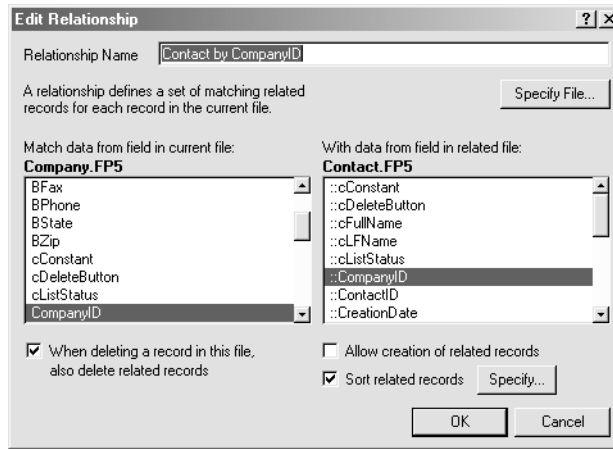 Edit Relationship
Relationship Name Contact by CompanyID
A relationship defines a set of matching related
records for each record in the current file.
Specify File...
Match data from field in current file:
Company.FP5
BFax
BPhone
BState
BZip
cConstant
cDeleteButton
cListStatus
CompanyID
With data from field in related file:
Contact.FP5
::cConstant
::cDeleteButton
::cFullName
::cLFName
::cListStatus
::CompanyID
::ContactID
::CreationDate
When deleting a record in this file,
also delete related records
Allow creation of related records
Sort related records Specify...
OK Cancel